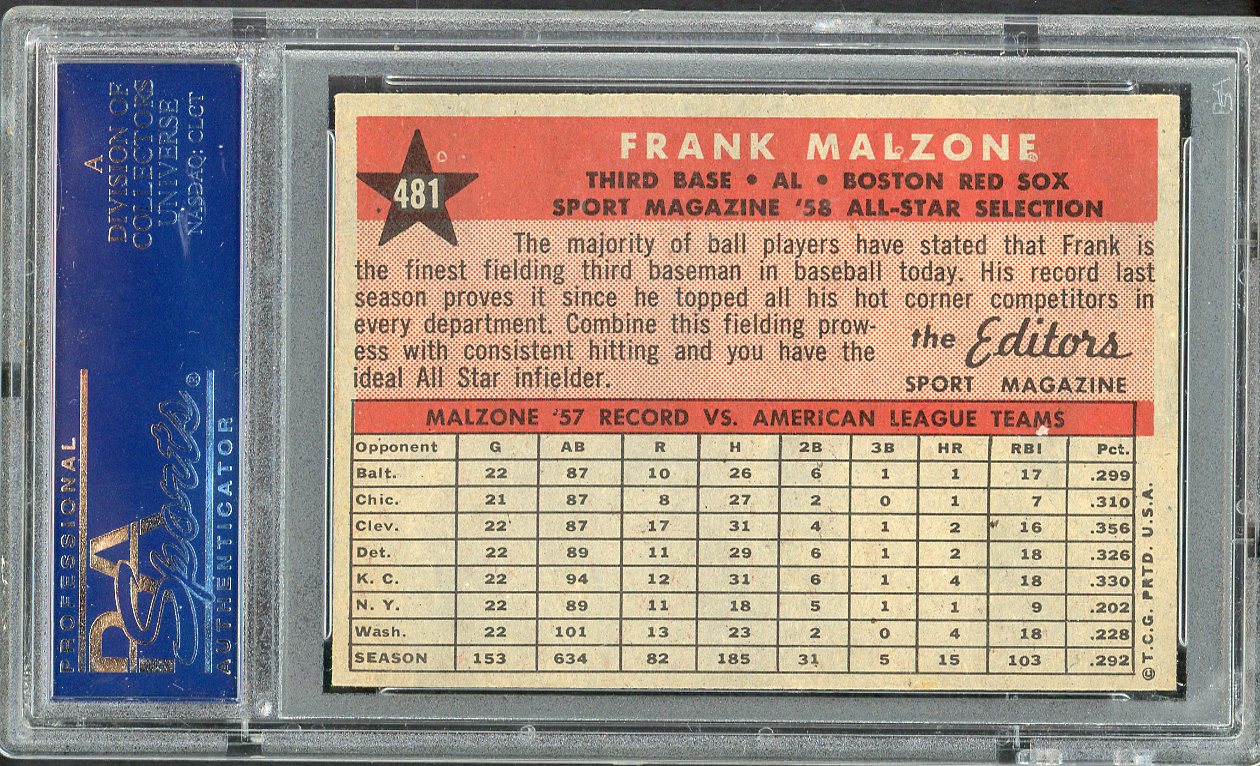 A
DIVISION OF
COLLECTORS
UNIVERSE
NASDAQ: CLCT
PROFESSIONAL
PSA
Sports®
AUTHENTICATOR
481
FRANK MALZONE
THIRD BASE • AL • BOSTON RED SOX
SPORT MAGAZINE '58 ALL-STAR SELECTION
The majority of ball players have stated that Frank is
the finest fielding third baseman in baseball today. His record last
season proves it since he topped all his hot corner competitors in
every department. Combine this fielding prow-
ess with consistent hitting and you have the
ideal All Star infielder.
the Editors
SPORT MAGAZINE
MALZONE '57 RECORD VS. AMERICAN LEAGUE TEAMS
Opponent G AB R H 2B 3B HR RBI Pct.
Balt. 22 87 10 26 6 1 1 17 .299
Chic. 21 87 8 27 2 0 1 7 .310
Clev. 22 87 17 31 4 1 2 16 .356
Det. 22 89 11 29 6 1 2 18 .326
K. C. 22 94 12 31 6 1 4 18 .330
N. Y. 22 89 11 18 5 1 1 9 .202
Wash. 22 101 13 23 2 0 4 18 .228
SEASON 153 634 82 185 31 5 15 103 .292
© T.C.G. PRTD. U.S.A.